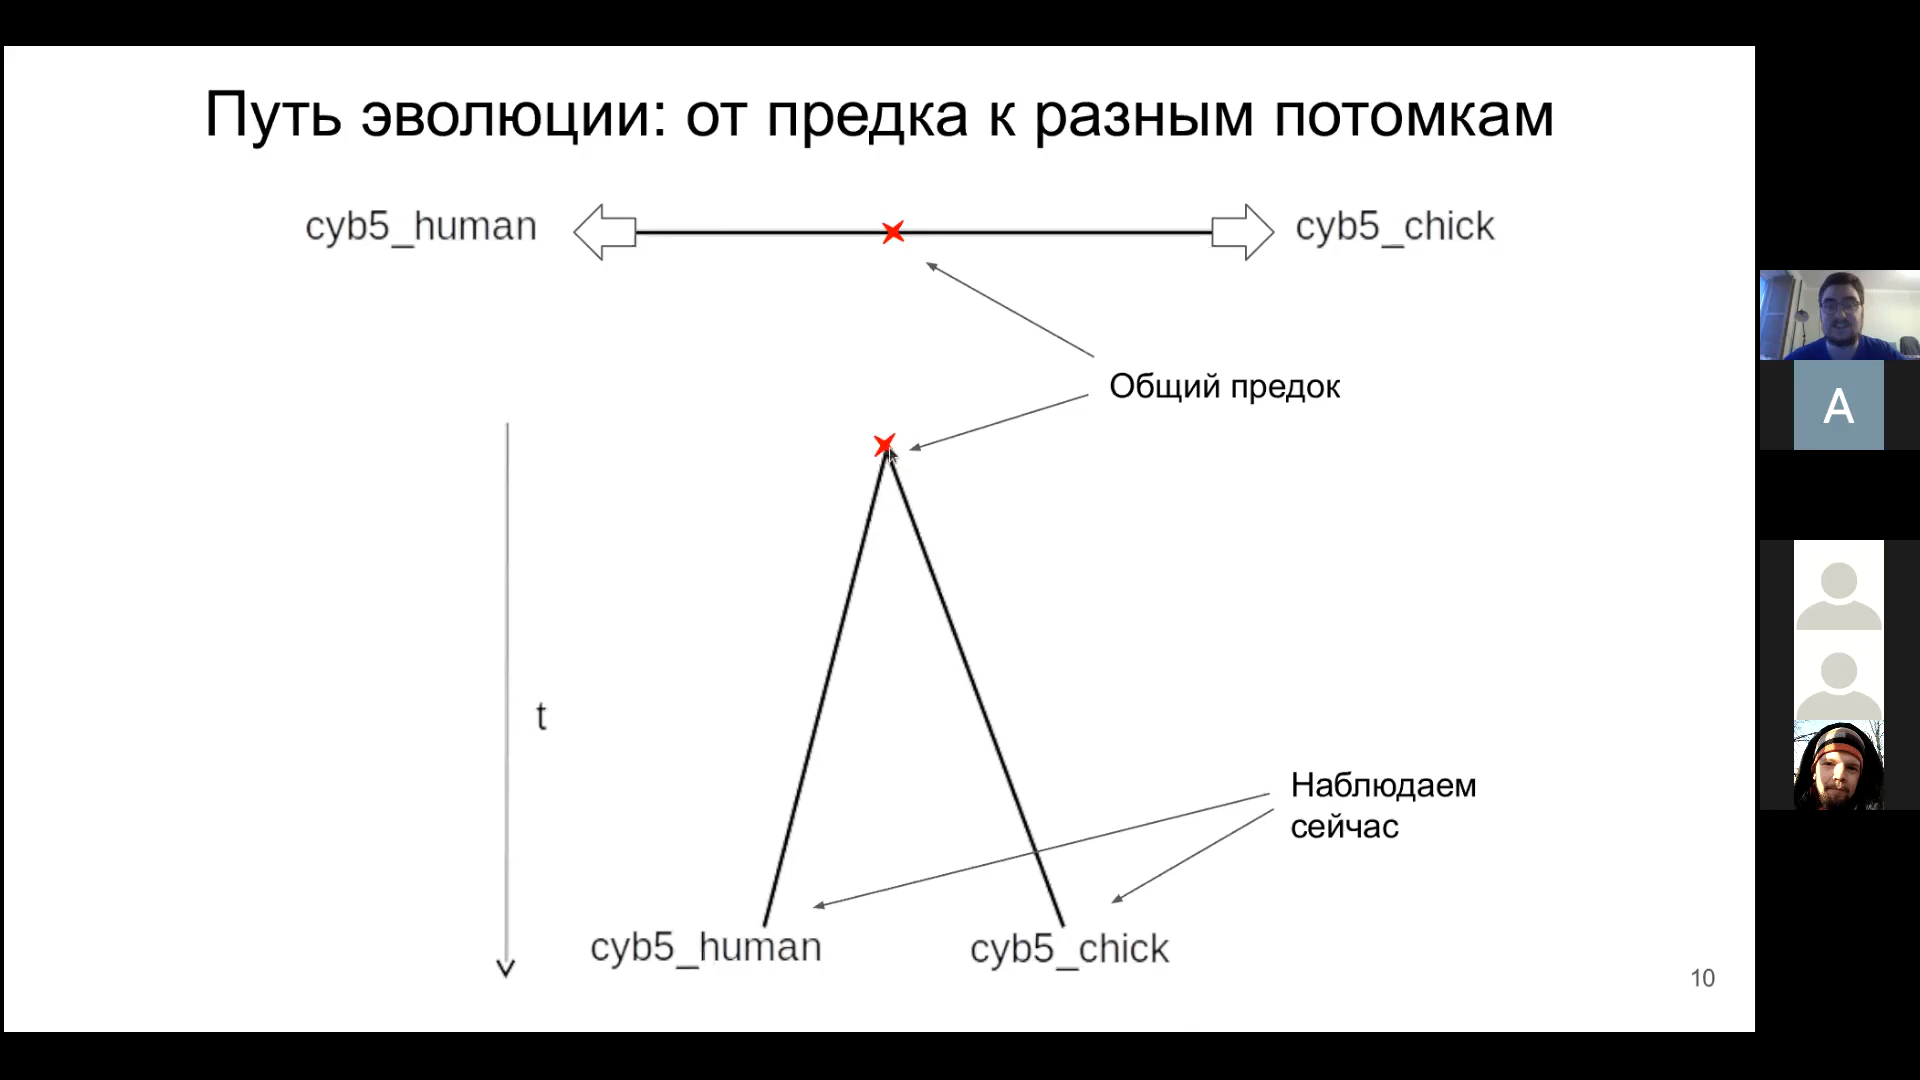 Путь эволюции: от предка к разным потомкам
cyb5_human
cyb5_chick
Общий предок
A
t
Наблюдаем
сейчас
cyb5_human
cyb5_chick
10